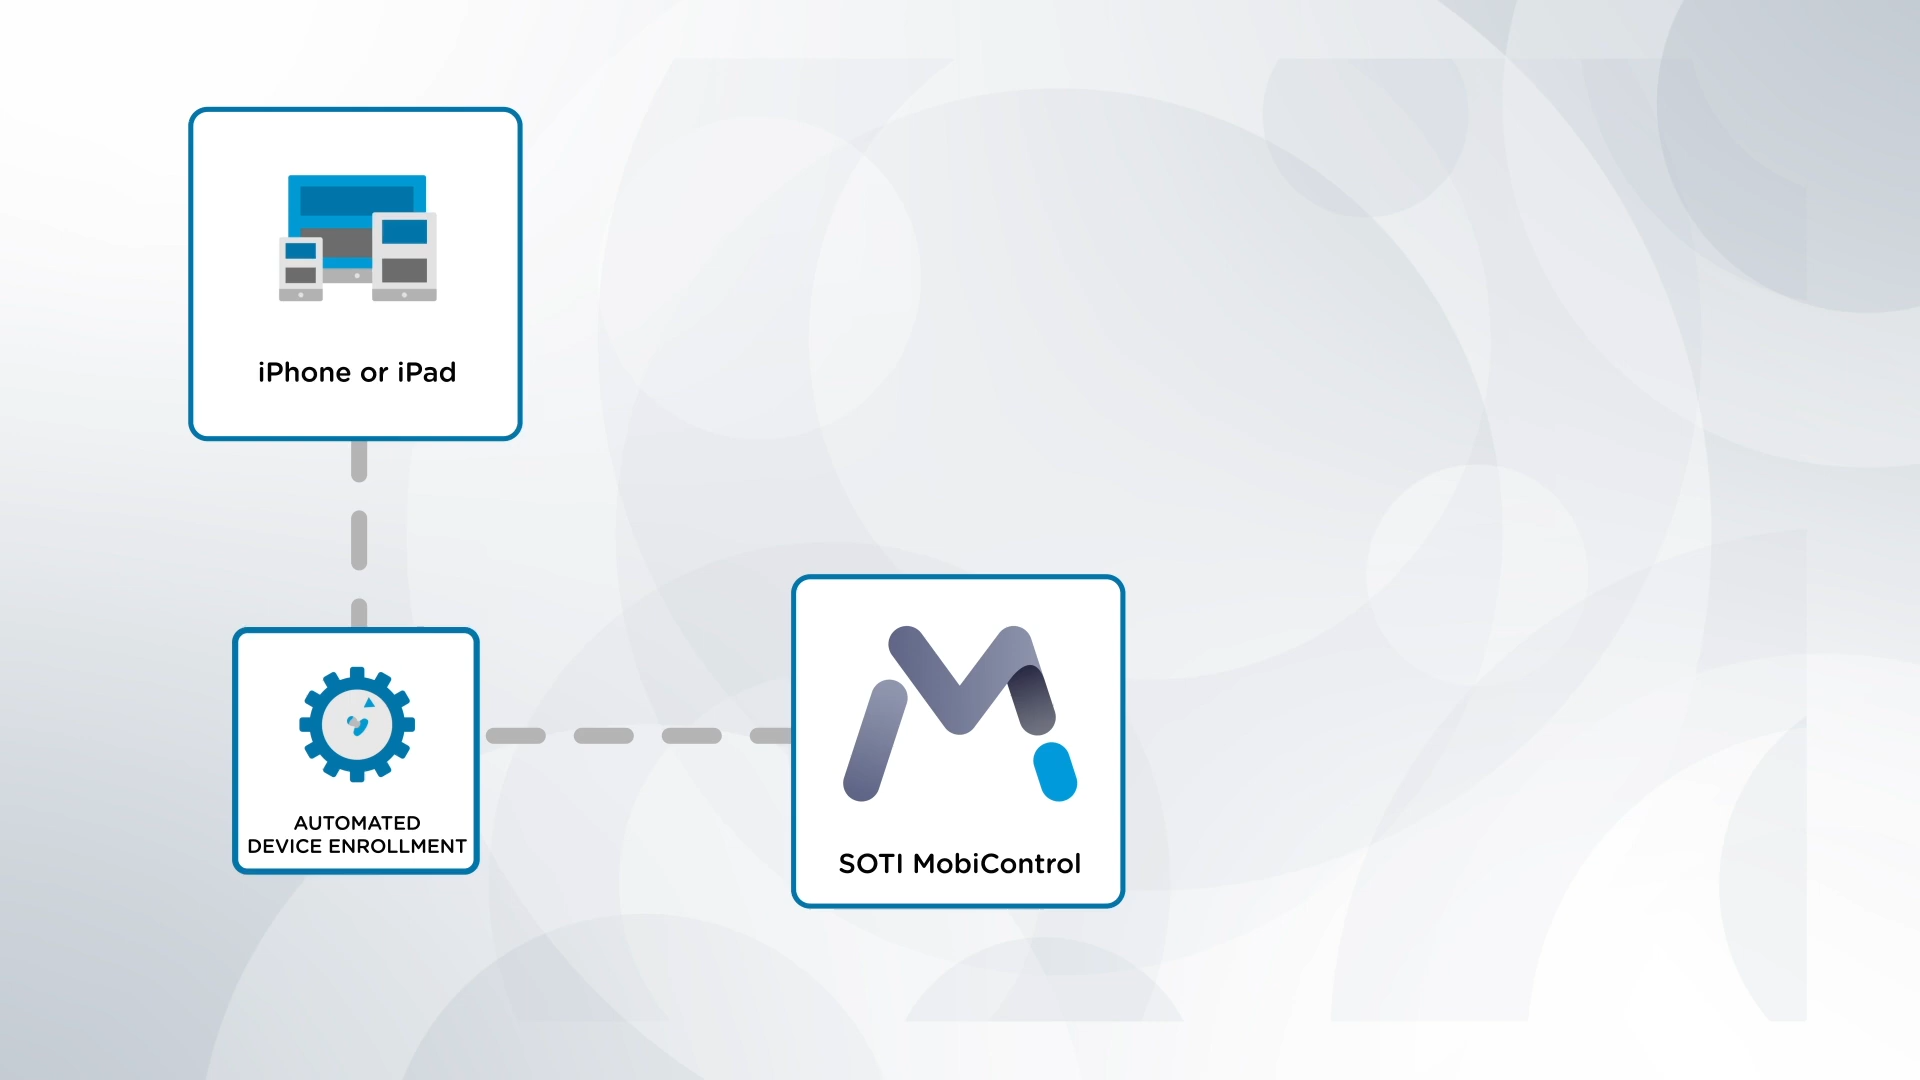 iPhone or iPad
AUTOMATED
DEVICE ENROLLMENT
SOTI MobiControl